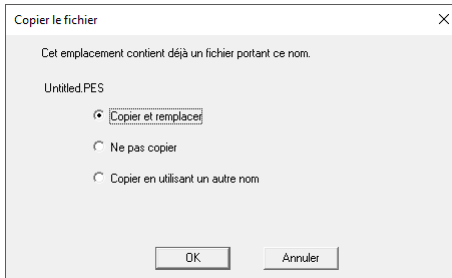 Copier le fichier
Cet emplacement contient déjà un fichier portant ce nom.
Untitled.PES
Copier et remplacer
Ne pas copier
Copier en utilisant un autre nom
OK
Annuler